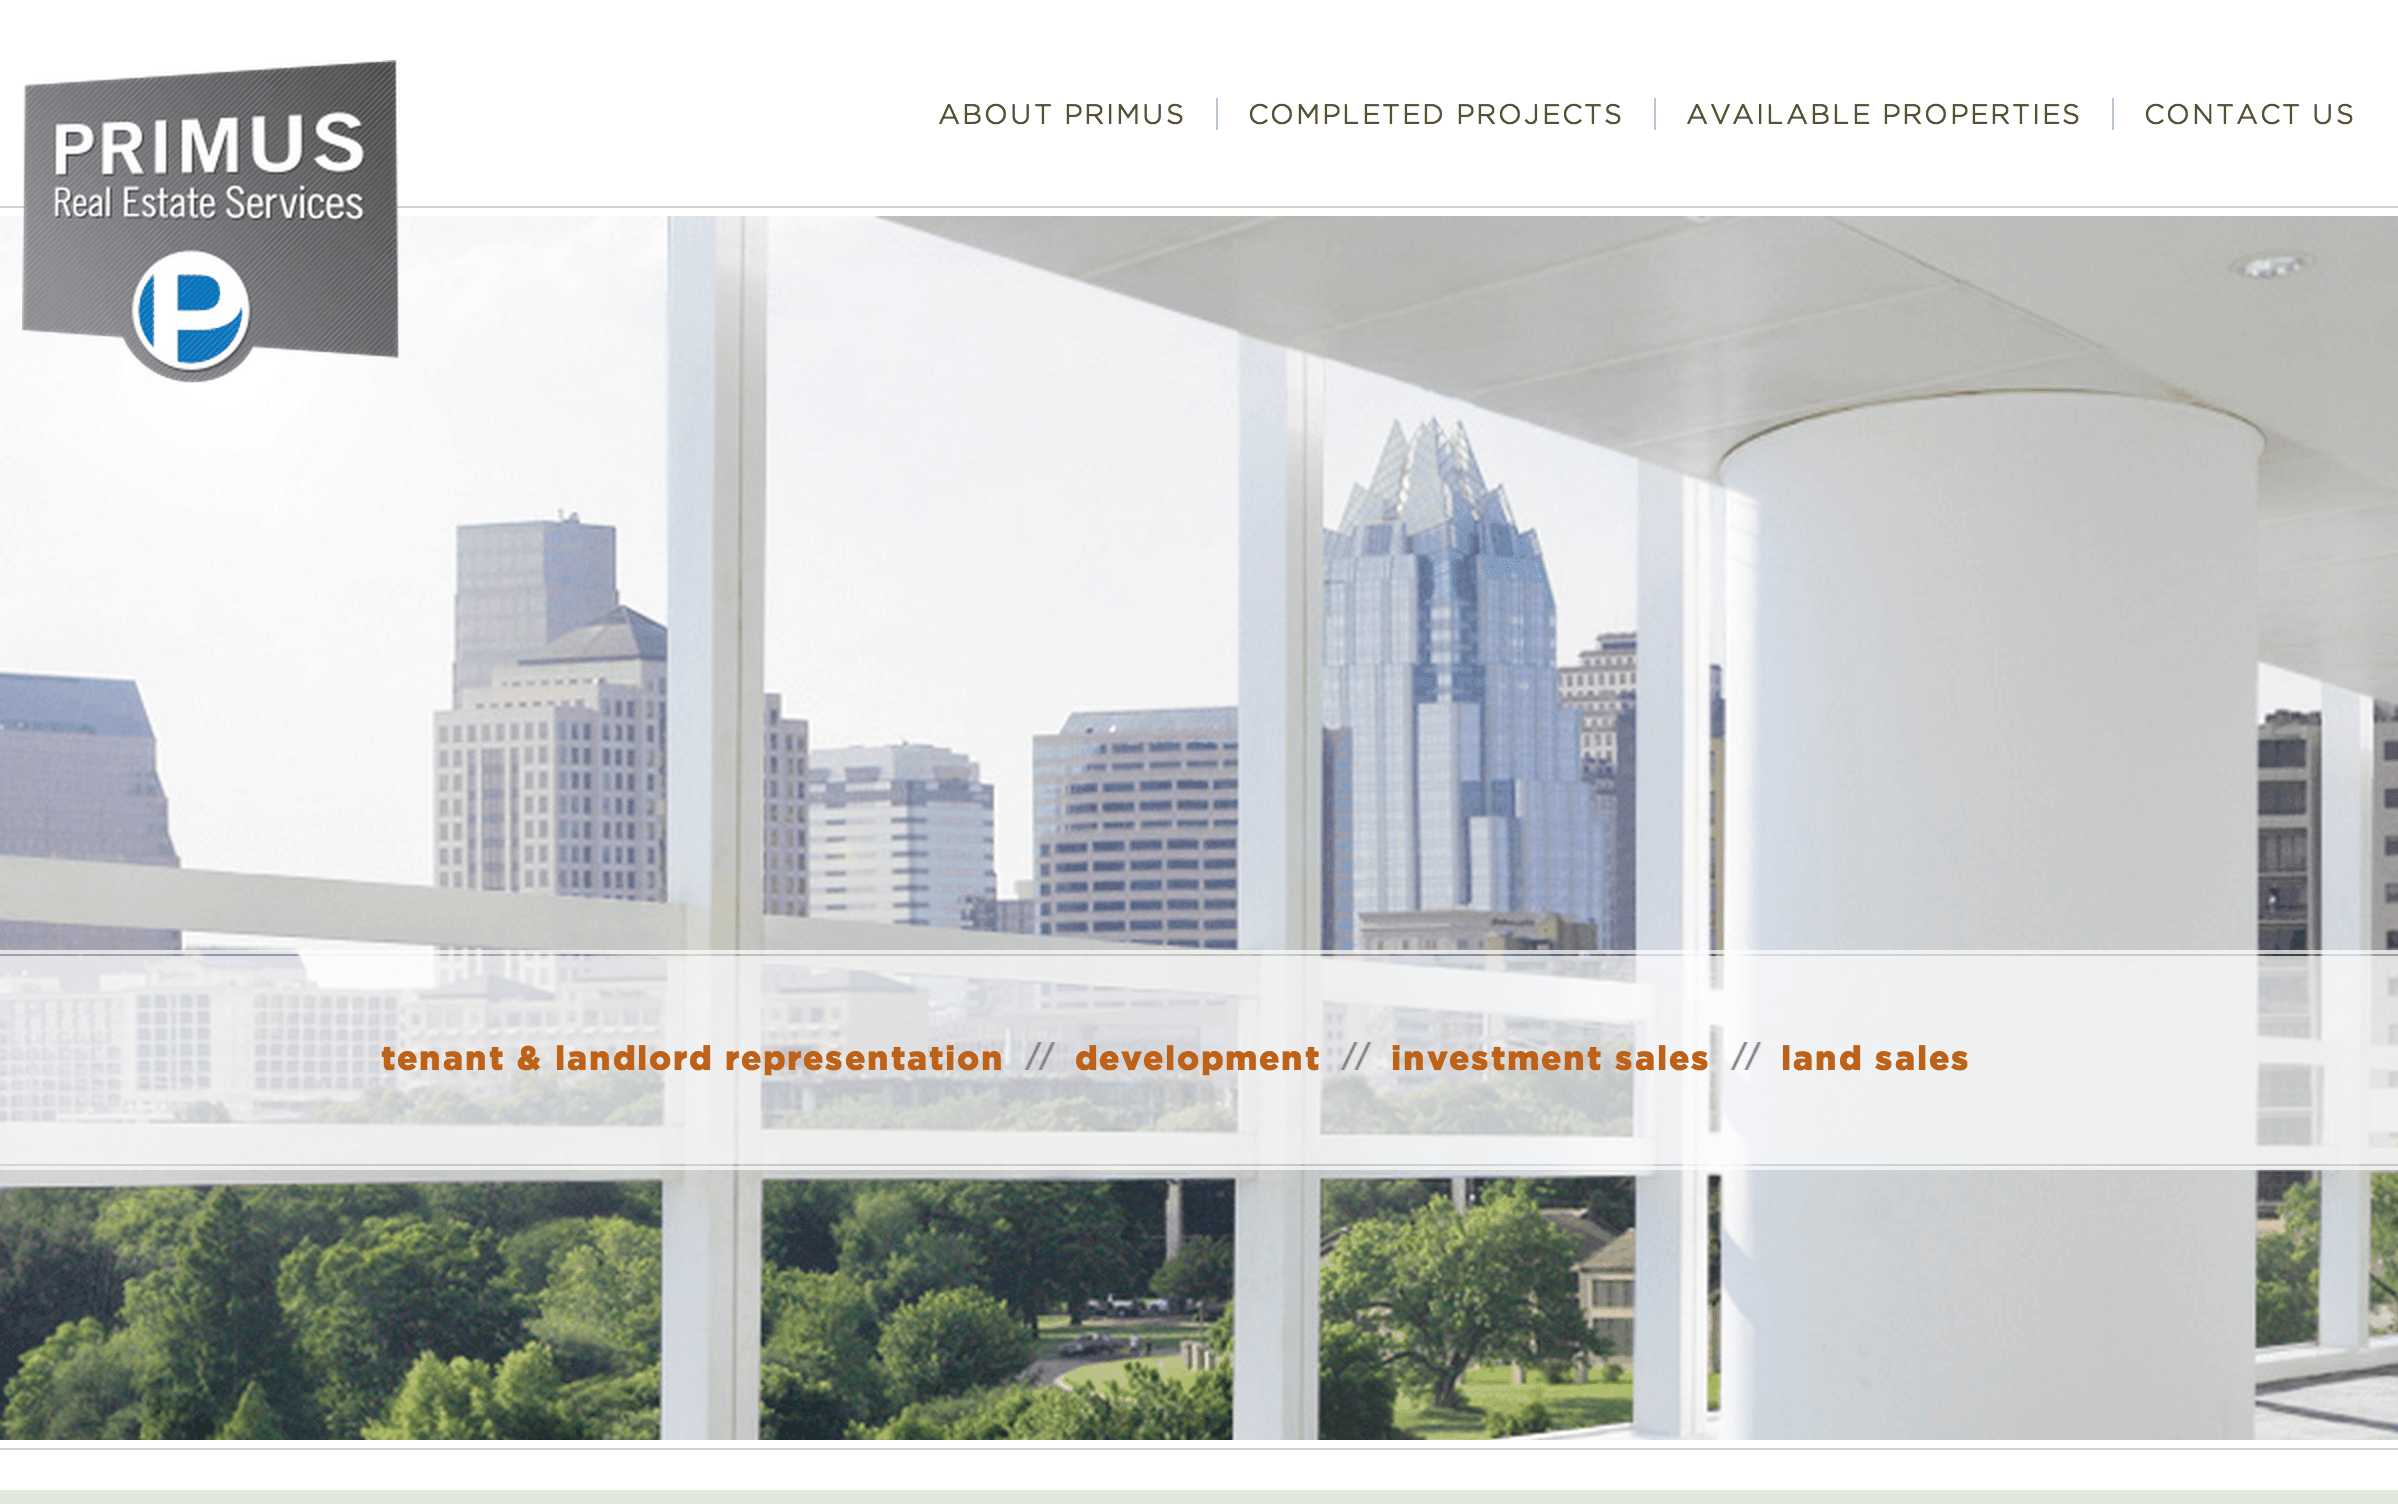 PRIMUS
Real Estate Services
P
ABOUT PRIMUS | COMPLETED PROJECTS | AVAILABLE PROPERTIES | CONTACT US
tenant & landlord representation // development // investment sales // land sales